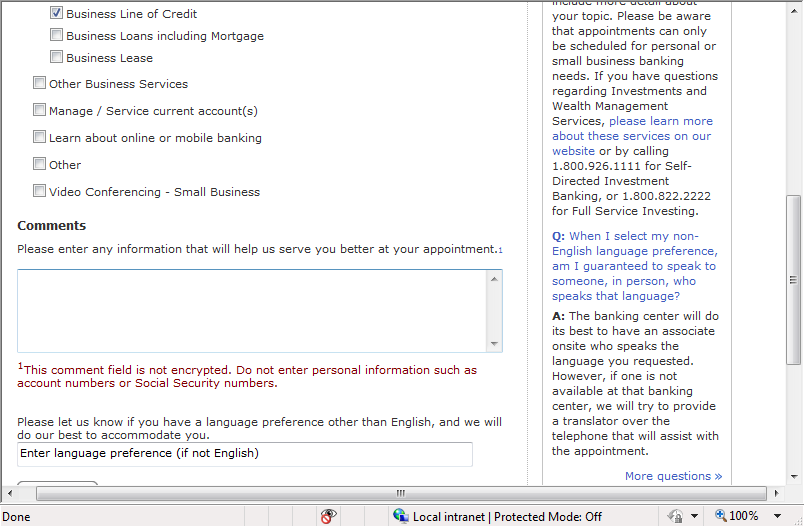 Business Line of Credit
Business Loans including Mortgage
Business Lease
Other Business Services
Manage / Service current account(s)
Learn about online or mobile banking
Other
Video Conferencing - Small Business
Comments
Please enter any information that will help us serve you better at your appointment.1
1This comment field is not encrypted. Do not enter personal information such as
account numbers or Social Security numbers.
Please let us know if you have a language preference other than English, and we will
do our best to accommodate you.
Enter language preference (if not English)
include more detail about
your topic. Please be aware
that appointments can only
be scheduled for personal or
small business banking
needs. If you have questions
regarding Investments and
Wealth Management
Services, please learn more
about these services on our
website or by calling
1.800.926.1111 for Self-
Directed Investment
Banking, or 1.800.822.2222
for Full Service Investing.
Q: When I select my non-
English language preference,
am I guaranteed to speak to
someone, in person, who
speaks that language?
A: The banking center will do
its best to have an associate
onsite who speaks the
language you requested.
However, if one is not
available at that banking
center, we will try to provide
a translator over the
telephone that will assist with
the appointment.
More questions »
Done
Local intranet | Protected Mode: Off
100%